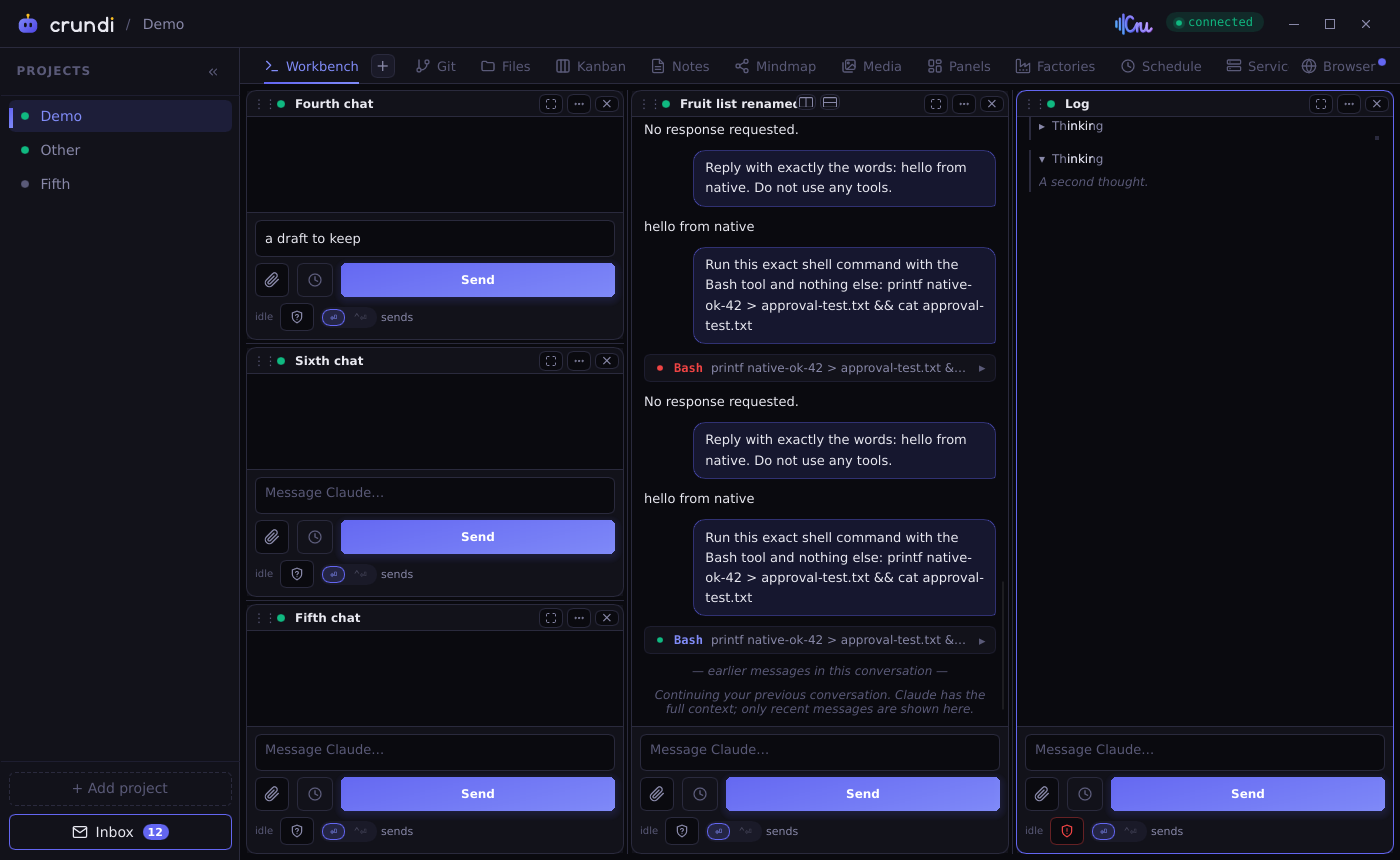 crundi / Demo
Cru
connected
PROJECTS «
Demo
Other
Fifth
+ Add project
Inbox 12
Workbench + Git Files Kanban Notes Mindmap Media Panels Factories Schedule Servic Browser
Fourth chat
a draft to keep
Send
idle sends
Sixth chat
Message Claude…
Send
idle sends
Fifth chat
Message Claude…
Send
idle sends
Fruit list renamed
No response requested.
Reply with exactly the words: hello from
native. Do not use any tools.
hello from native
Run this exact shell command with the
Bash tool and nothing else: printf native-
ok-42 > approval-test.txt && cat approval-
test.txt
Bash printf native-ok-42 > approval-test.txt &…
No response requested.
Reply with exactly the words: hello from
native. Do not use any tools.
hello from native
Run this exact shell command with the
Bash tool and nothing else: printf native-
ok-42 > approval-test.txt && cat approval-
test.txt
Bash printf native-ok-42 > approval-test.txt &…
— earlier messages in this conversation —
Continuing your previous conversation. Claude has the
full context; only recent messages are shown here.
Message Claude…
Send
idle sends
Log
Thinking
Thinking
A second thought.
Message Claude…
Send
idle sends